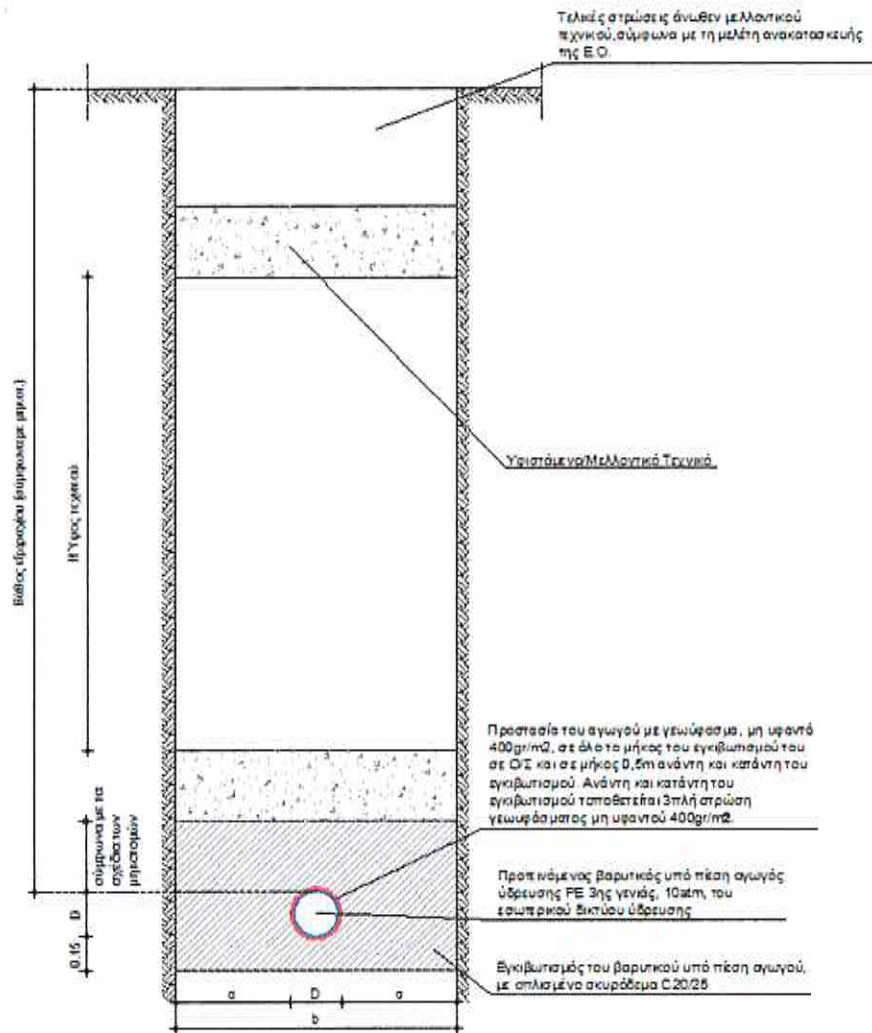 Τελικές στρώσεις άνωθεν μελλοντικού
τεχνικού,σύμφωνα με τη μελέτη ανακατασκευής
της Ε.Ο.
Υφιστάμενο/Μελλοντικό Τεχνικό
Βάθος
Η Ύψος τεχνικού
σύμφωνα με τα
σχέδια των
μηκοτομών
D
0.15
Προστασία του αγωγού με γεωύφασμα, μη υφαντό
400gr/m2, σε όλο το μήκος του εγκιβωτισμού του
σε Ο/Σ και σε μήκος 0,5m ανάντη και κατάντη του
εγκιβωτισμού. Ανάντη και κατάντη του
εγκιβωτισμού τοποθετείται 3πλή στρώση
γεωυφάσματος μη υφαντού 400gr/m2.
Προτεινόμενος βαρυτικός υπό πίεση αγωγός
ύδρευσης PE 3ης γενιάς, 10atm, του
εσωτερικού δικτύου ύδρευσης
Εγκιβωτισμός του βαρυτικού υπό πίεση αγωγού,
με οπλισμένο σκυρόδεμα C20/25
a D a
b